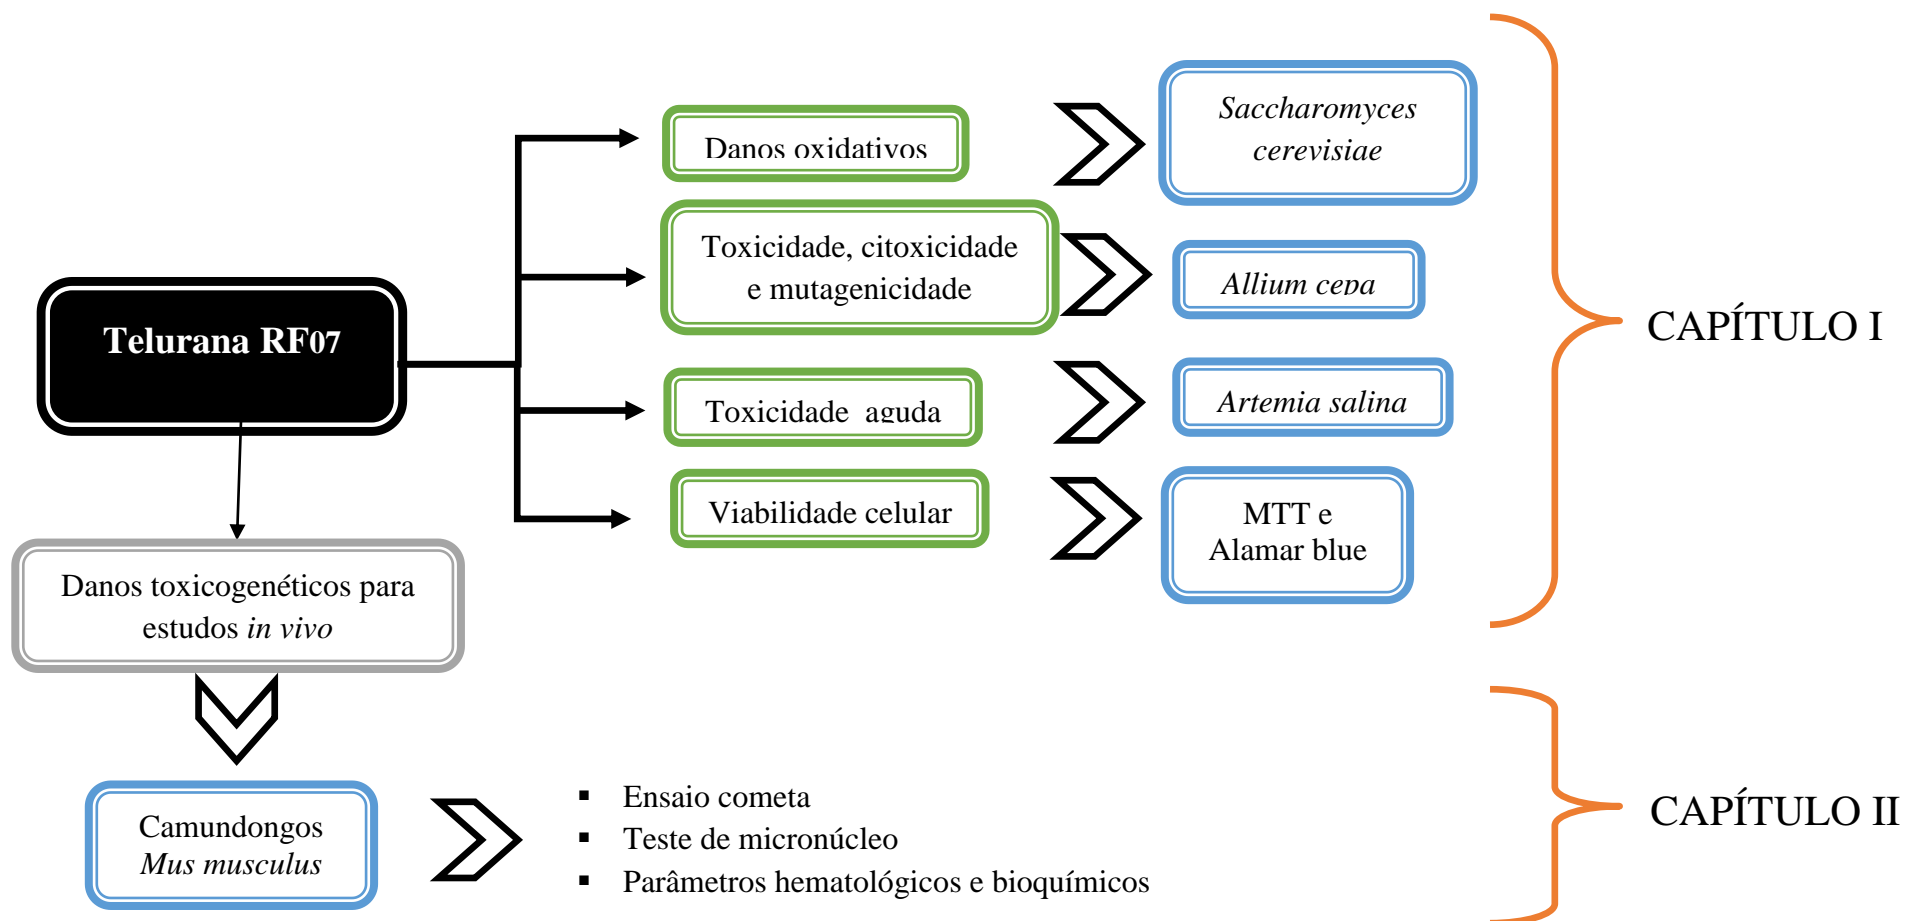 Danos oxidativos
Saccharomyces
cerevisiae
Toxicidade, citoxicidade
e mutagenicidade
Allium cepa
Telurana RF07
CAPÍTULO I
Toxicidade aguda
Artemia salina
Viabilidade celular
MTT e
Alamar blue
Danos toxicogenéticos para
estudos in vivo
Camundongos
Mus musculus
▪ Ensaio cometa
▪ Teste de micronúcleo
▪ Parâmetros hematológicos e bioquímicos
CAPÍTULO II